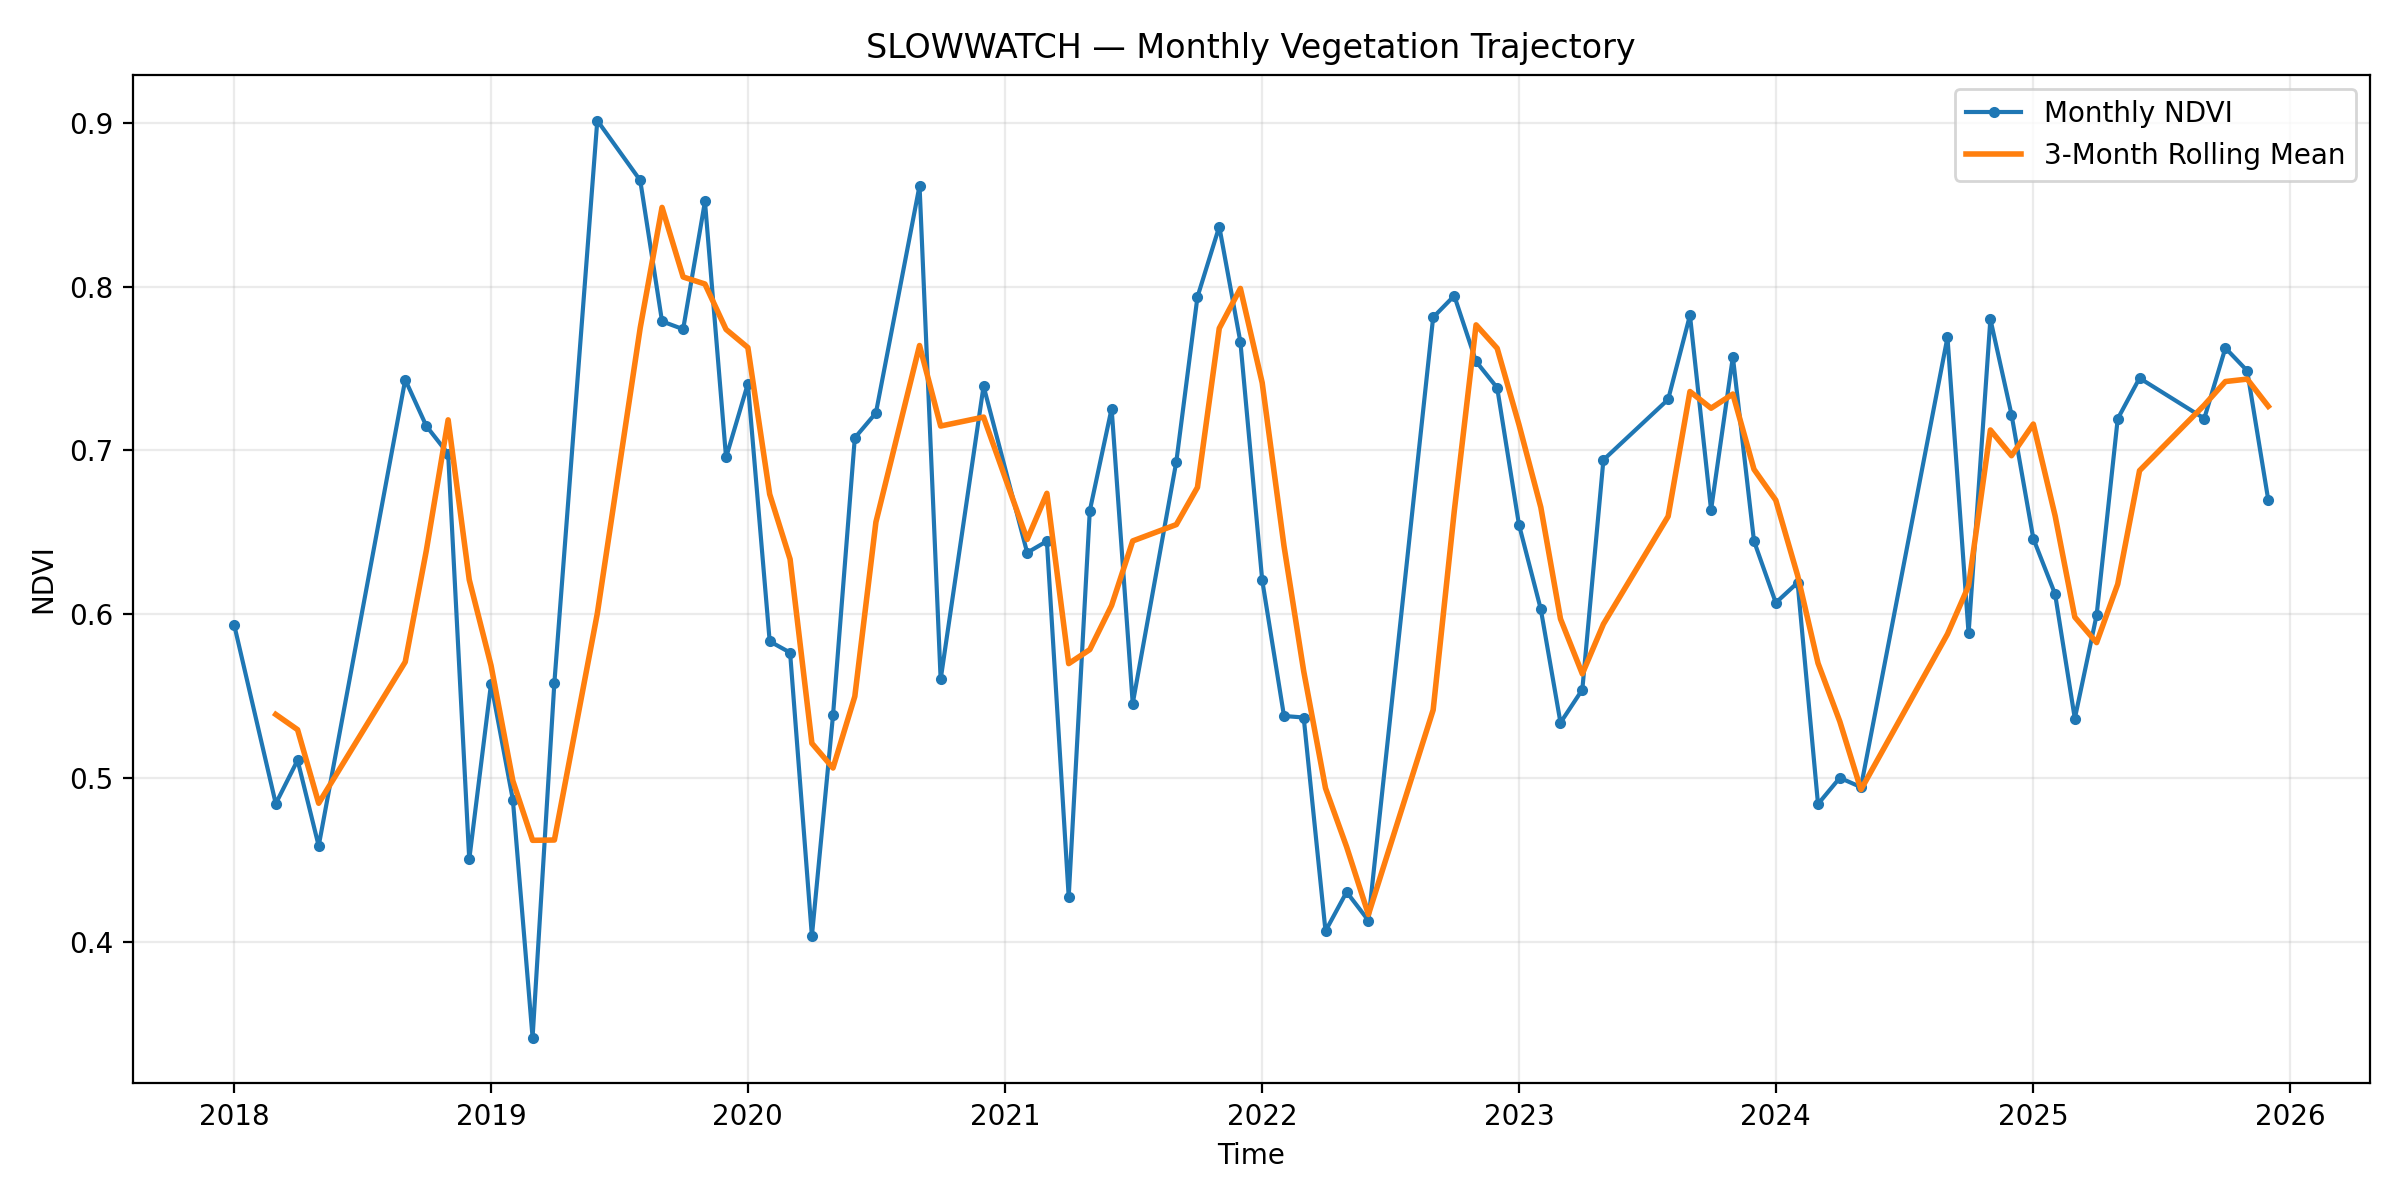 SLOWWATCH — Monthly Vegetation Trajectory
Monthly NDVI
3-Month Rolling Mean
0.9
0.8
0.7
0.6
0.5
0.4
NDVI
2018 2019 2020 2021 2022 2023 2024 2025 2026
Time